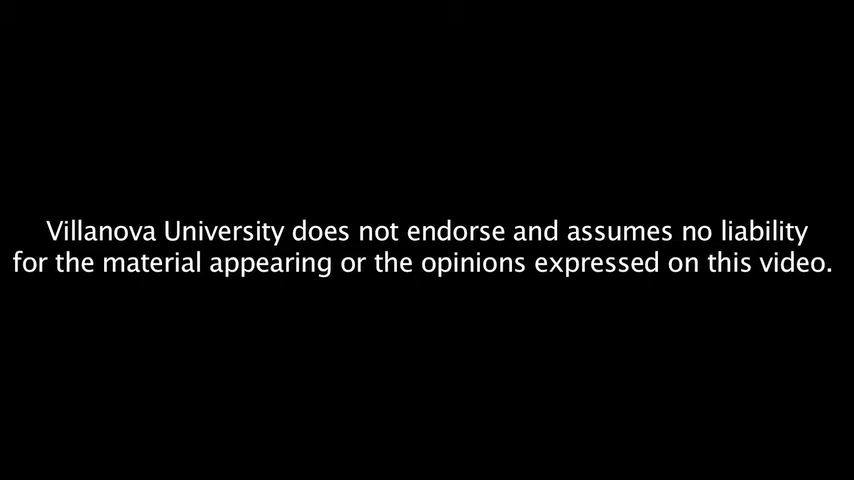 Villanova University does not endorse and assumes no liability
for the material appearing or the opinions expressed on this video.